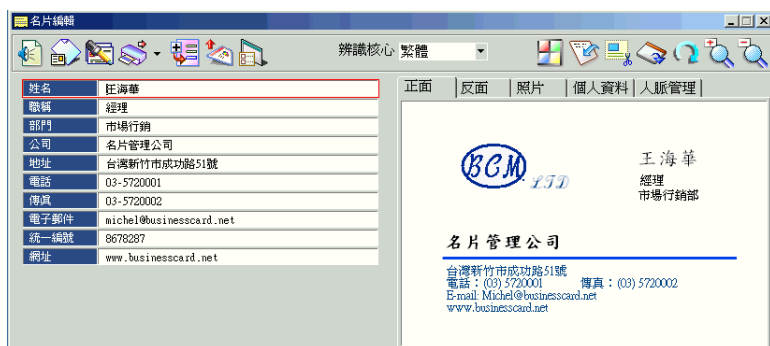 名片編輯
辨識核心 繁體
姓名 汪海華
職稱 經理
部門 市場行銷
公司 名片管理公司
地址 台灣新竹市成功路51號
電話 03-5720001
傳真 03-5720002
電子郵件 michel@businesscard.net
統一編號 8678287
網址 www.businesscard.net
正面 反面 照片 個人資料 人脈管理
BCM
LTD
王海華
經理
市場行銷部
名片管理公司
台灣新竹市成功路51號
電話：(03) 5720001 傳真：(03) 5720002
E-mail: Michel@businesscard.net
www.businesscard.net